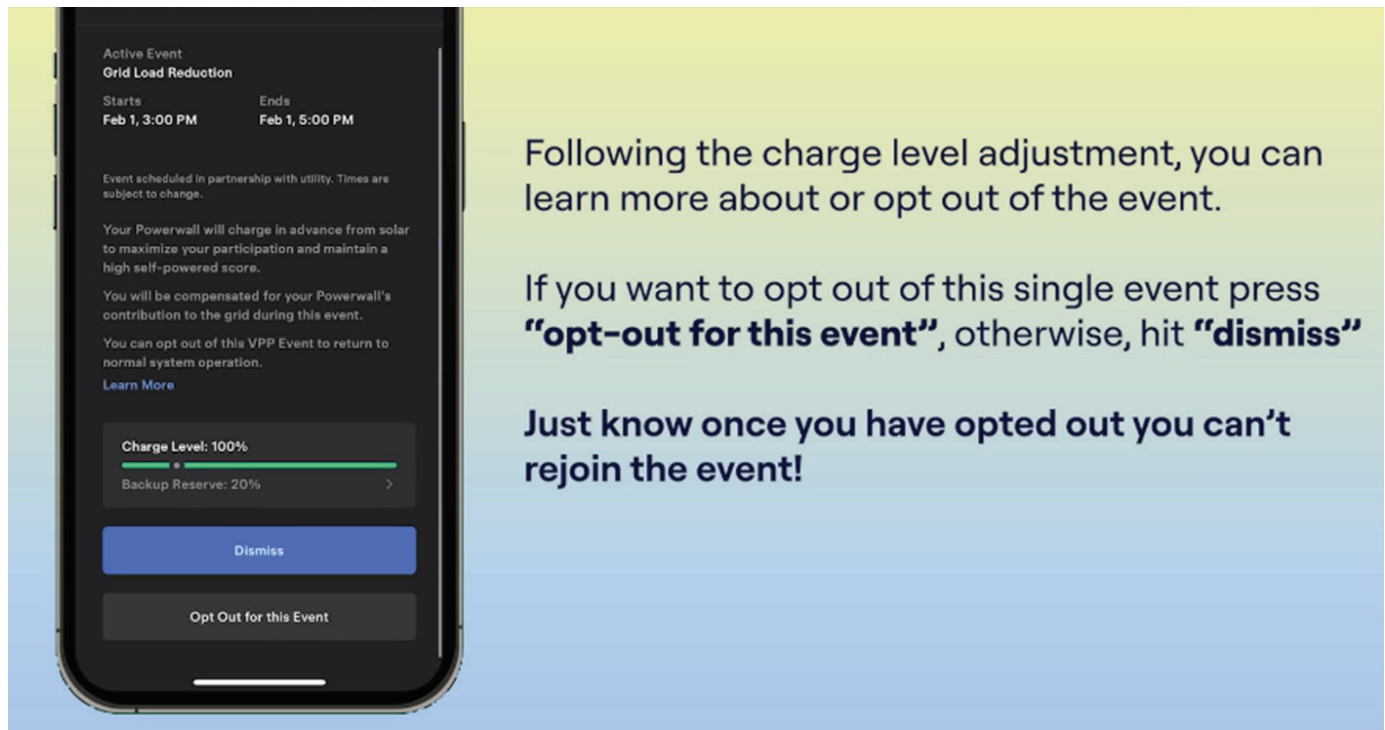 Active Event
Grid Load Reduction
Starts Ends
Feb 1, 3:00 PM Feb 1, 5:00 PM
Event scheduled in partnership with utility. Times are
subject to change.
Your Powerwall will charge in advance from solar
to maximize your participation and maintain a
high self-powered score.
You will be compensated for your Powerwall's
contribution to the grid during this event.
You can opt out of this VPP Event to return to
normal system operation.
Learn More
Charge Level: 100%
Backup Reserve: 20% >
Dismiss
Opt Out for this Event
Following the charge level adjustment, you can
learn more about or opt out of the event.
If you want to opt out of this single event press
“opt-out for this event”, otherwise, hit “dismiss”
Just know once you have opted out you can’t
rejoin the event!